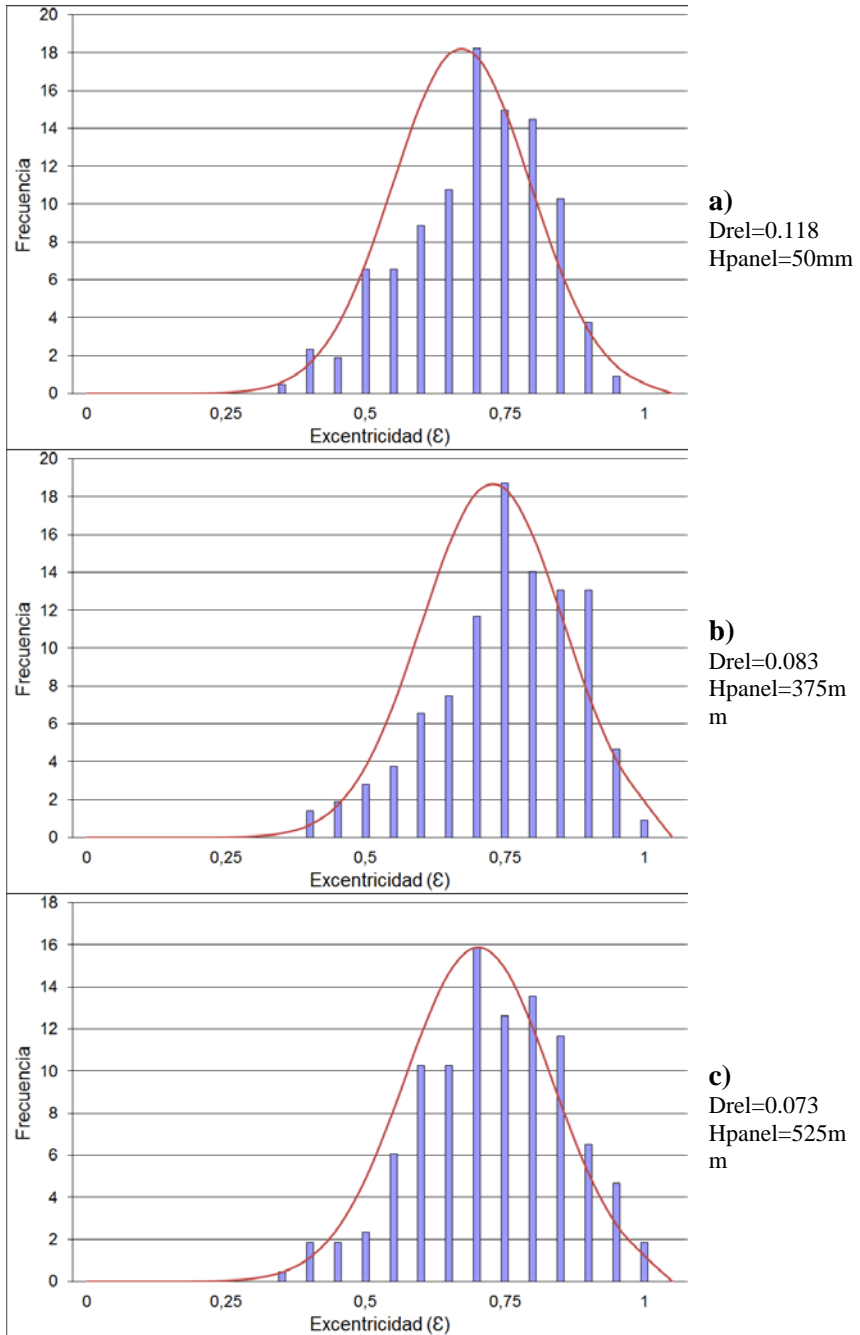 20
18
16
14
12
10
8
6
4
2
0
Frecuencia
0 0,25 0,5 0,75 1
Excentricidad (ε)
a)
Drel=0.118
Hpanel=50mm
20
18
16
14
12
10
8
6
4
2
0
Frecuencia
0 0,25 0,5 0,75 1
Excentricidad (ε)
b)
Drel=0.083
Hpanel=375m
m
18
16
14
12
10
8
6
4
2
0
Frecuencia
0 0,25 0,5 0,75 1
Excentricidad (ε)
c)
Drel=0.073
Hpanel=525m
m